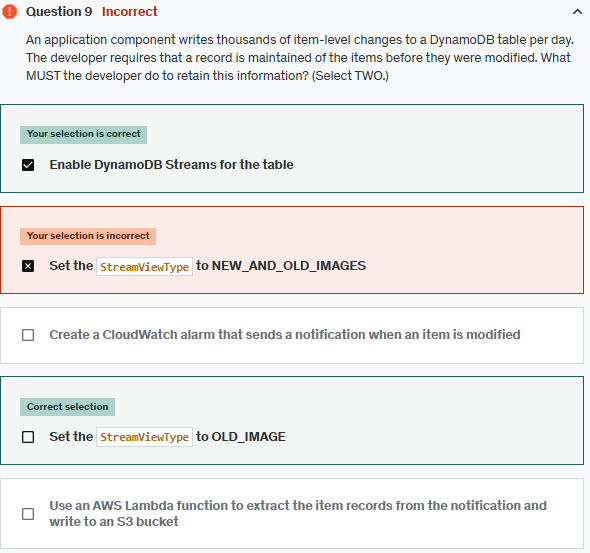 Question 9 Incorrect
An application component writes thousands of item-level changes to a DynamoDB table per day.
The developer requires that a record is maintained of the items before they were modified. What
MUST the developer do to retain this information? (Select TWO.)
Your selection is correct
Enable DynamoDB Streams for the table
Your selection is incorrect
Set the StreamViewType to NEW_AND_OLD_IMAGES
Create a CloudWatch alarm that sends a notification when an item is modified
Correct selection
Set the StreamViewType to OLD_IMAGE
Use an AWS Lambda function to extract the item records from the notification and
write to an S3 bucket